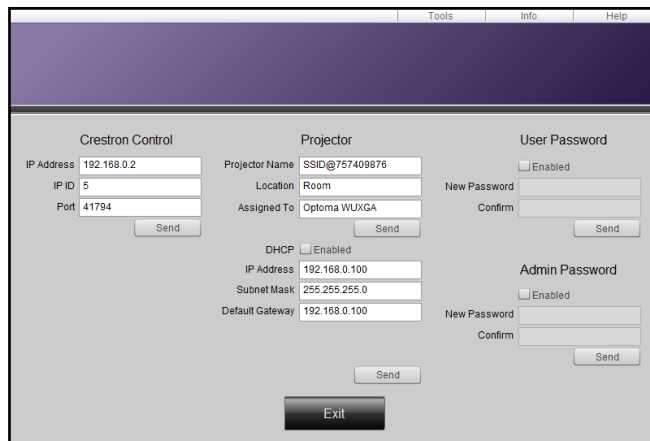 Tools Info Help
Crestron Control
IP Address 192.168.0.2
IP ID 5
Port 41794
Send
Projector
Projector Name SSID@757409876
Location Room
Assigned To Optoma WUXGA
Send
DHCP Enabled
IP Address 192.168.0.100
Subnet Mask 255.255.255.0
Default Gateway 192.168.0.100
Send
User Password
Enabled
New Password
Confirm
Send
Admin Password
Enabled
New Password
Confirm
Send
Exit